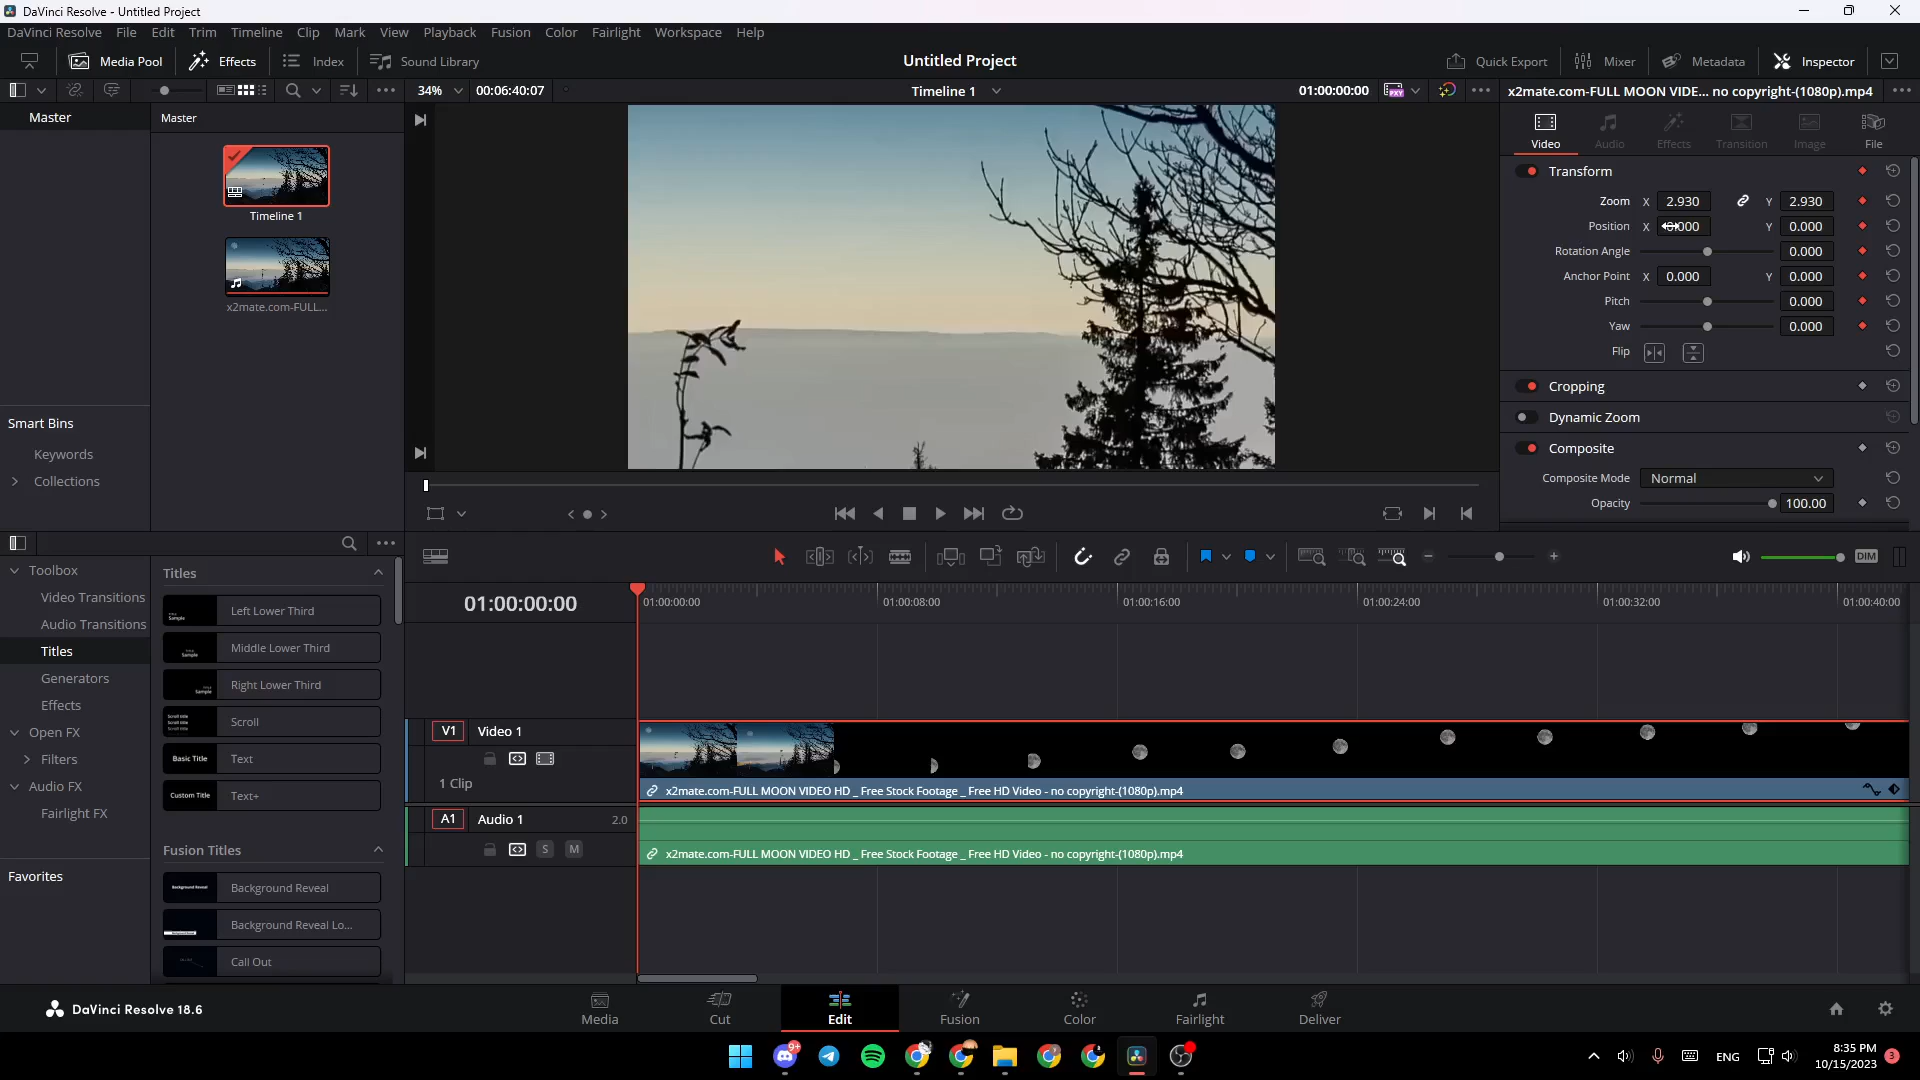 DaVinci Resolve - Untitled Project
DaVinci Resolve File Edit Trim Timeline Clip Mark View Playback Fusion Color Fairlight Workspace Help
Media Pool Effects Index Sound Library Untitled Project Quick Export Mixer Metadata Inspector
34% 00:06:40:07 Timeline 1 01:00:00:00 x2mate.com-FULL MOON VIDE... no copyright-(1080p).mp4
Master
Master
Timeline 1
x2mate.com-FULL...
Smart Bins
Keywords
Collections
Video Audio Effects Transition Image File
Transform
Zoom X 2.930 Y 2.930
Position X 0.000 Y 0.000
Rotation Angle 0.000
Anchor Point X 0.000 Y 0.000
Pitch 0.000
Yaw 0.000
Flip
Cropping
Dynamic Zoom
Composite
Composite Mode Normal
Opacity 100.00
Toolbox
Video Transitions
Audio Transitions
Titles
Generators
Effects
Open FX
Filters
Audio FX
Fairlight FX
Favorites
Titles
Left Lower Third
Middle Lower Third
Right Lower Third
Scroll
Basic Title Text
Custom Title Text+
Fusion Titles
Background Reveal
Background Reveal Lo...
Call Out
DIM
01:00:00:00
01:00:00:00 01:00:08:00 01:00:16:00 01:00:24:00 01:00:32:00 01:00:40:00
V1 Video 1
1 Clip
x2mate.com-FULL MOON VIDEO HD _ Free Stock Footage _ Free HD Video - no copyright-(1080p).mp4
A1 Audio 1 2.0
S M
x2mate.com-FULL MOON VIDEO HD _ Free Stock Footage _ Free HD Video - no copyright-(1080p).mp4
DaVinci Resolve 18.6
Media Cut Edit Fusion Color Fairlight Deliver
9+
ENG
8:35 PM
10/15/2023
3